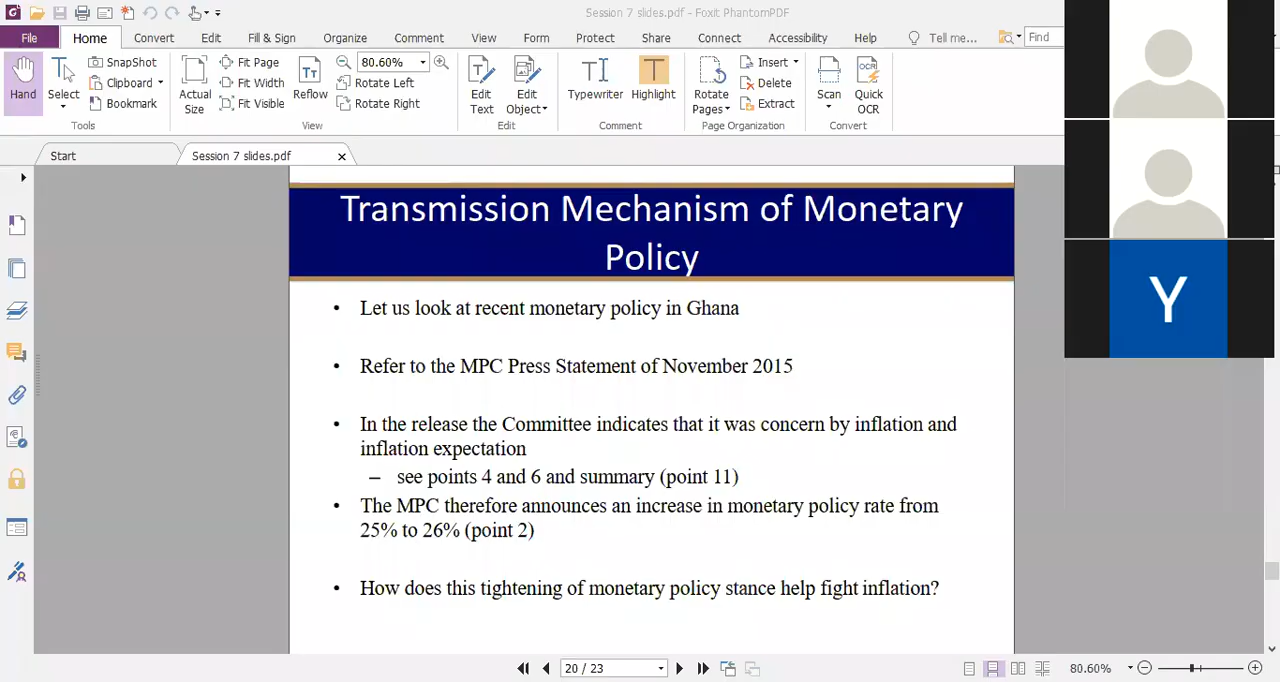 Session 7 slides.pdf - Foxit PhantomPDF
File Home Convert Edit Fill & Sign Organize Comment View Form Protect Share Connect Accessibility Help Tell me... Find
Hand
Select
SnapShot
Clipboard
Bookmark
Tools
Actual Size
Fit Page
Fit Width
Fit Visible
Reflow
80.60%
Rotate Left
Rotate Right
View
Edit Text
Edit Object
Edit
Typewriter
Highlight
Comment
Rotate Pages
Insert
Delete
Extract
Page Organization
Scan
Quick OCR
OCR
Convert
Start
Session 7 slides.pdf
Y
Transmission Mechanism of Monetary
Policy
• Let us look at recent monetary policy in Ghana
• Refer to the MPC Press Statement of November 2015
• In the release the Committee indicates that it was concern by inflation and
inflation expectation
– see points 4 and 6 and summary (point 11)
• The MPC therefore announces an increase in monetary policy rate from
25% to 26% (point 2)
• How does this tightening of monetary policy stance help fight inflation?
20 / 23
80.60%